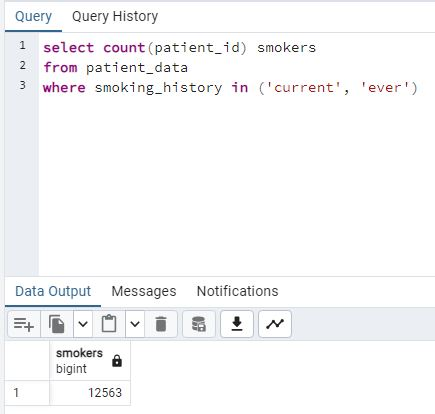 Query Query History
1 select count(patient_id) smokers
2 from patient_data
3 where smoking_history in ('current', 'ever')
Data Output Messages Notifications
smokers
bigint
1 12563